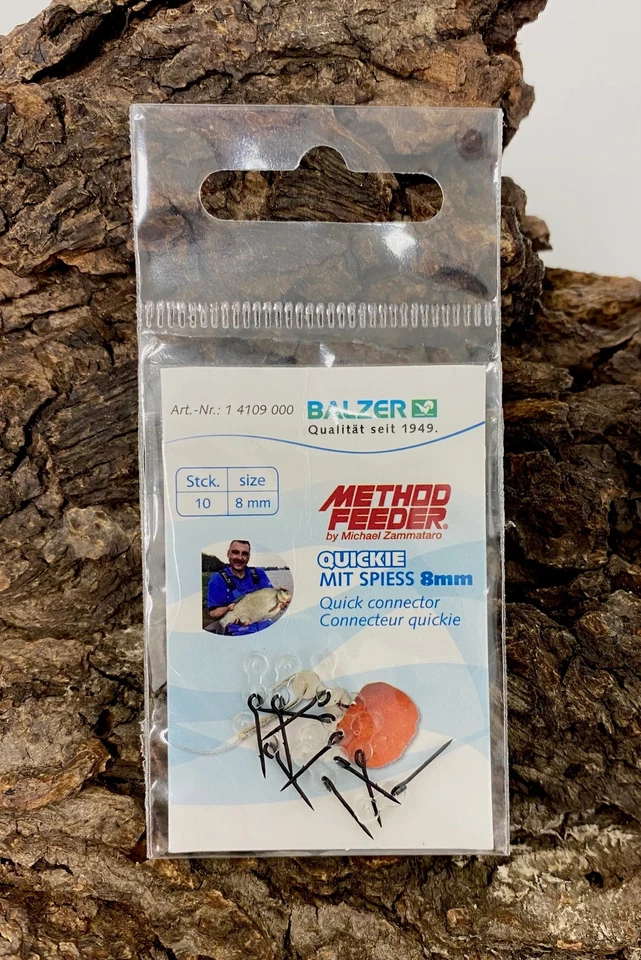 Art.-Nr.: 1 4109 000 BALZER
Qualität seit 1949.
Stck. size
10 8 mm
METHOD
FEEDER®
by Michael Zammataro
QUICKIE
MIT SPIESS 8mm
Quick connector
Connecteur quickie